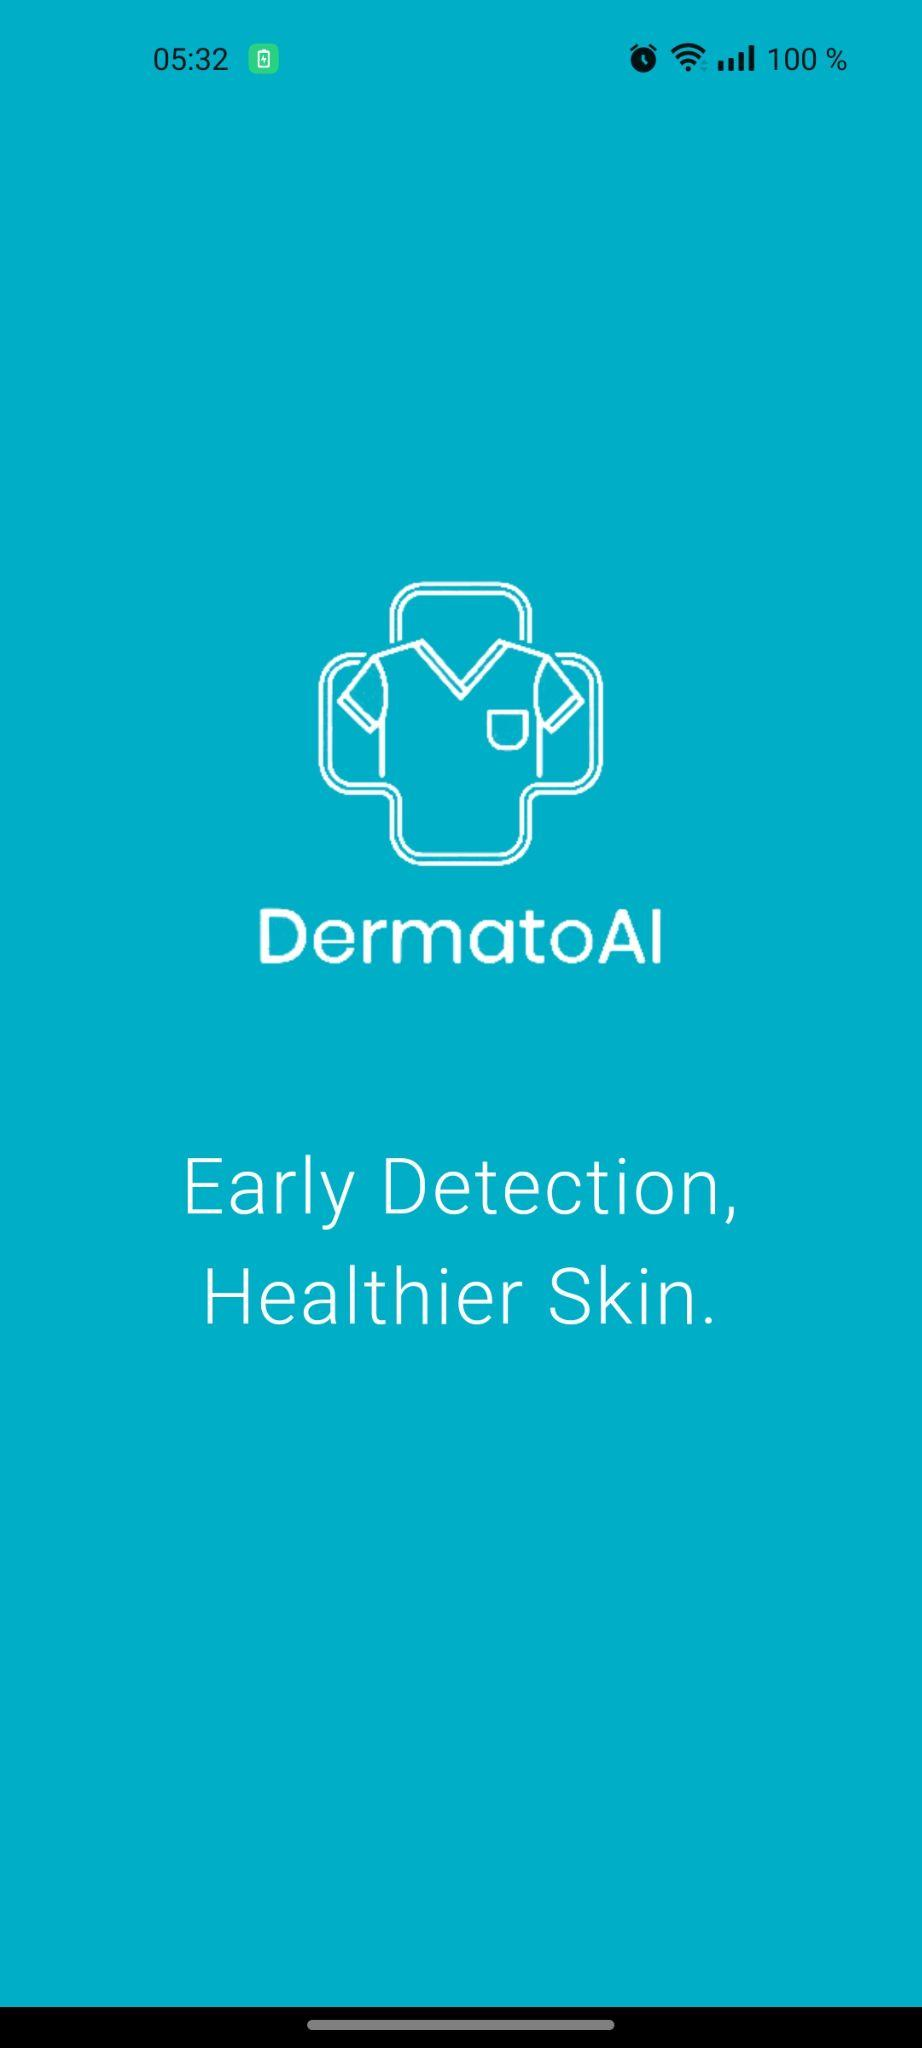 05:32 100 %
DermatoAI
Early Detection,
Healthier Skin.